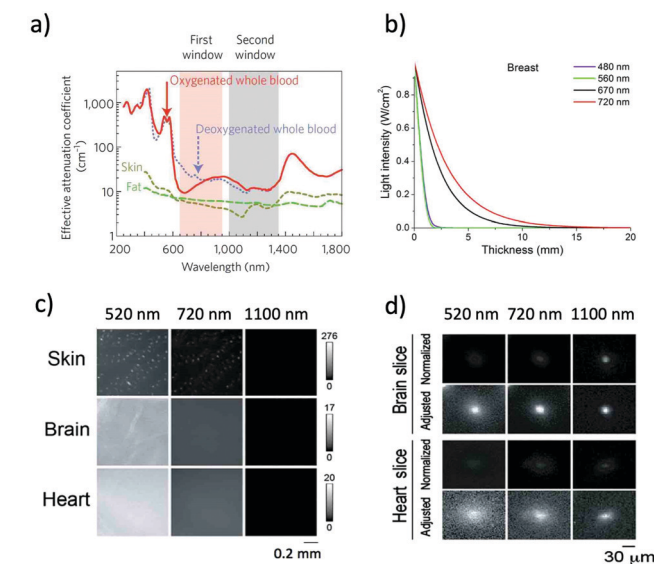 a)
First
window
Second
window
Oxygenated whole blood
Deoxygenated whole blood
Skin
Fat
Effective attenuation coefficient
(cm⁻¹)
1,000
100
10
1
200
600
1,000
1,400
1,800
Wavelength (nm)
b)
Breast
480 nm
560 nm
670 nm
720 nm
Light intensity (W/cm²)
0.8
0.6
0.4
0.2
0.0
0
5
10
15
20
Thickness (mm)
c)
520 nm 720 nm 1100 nm
Skin
276
0
Brain
17
0
Heart
20
0
0.2 mm
d)
520 nm 720 nm 1100 nm
Brain slice
Normalized
Adjusted
Heart slice
Normalized
Adjusted
30 µm